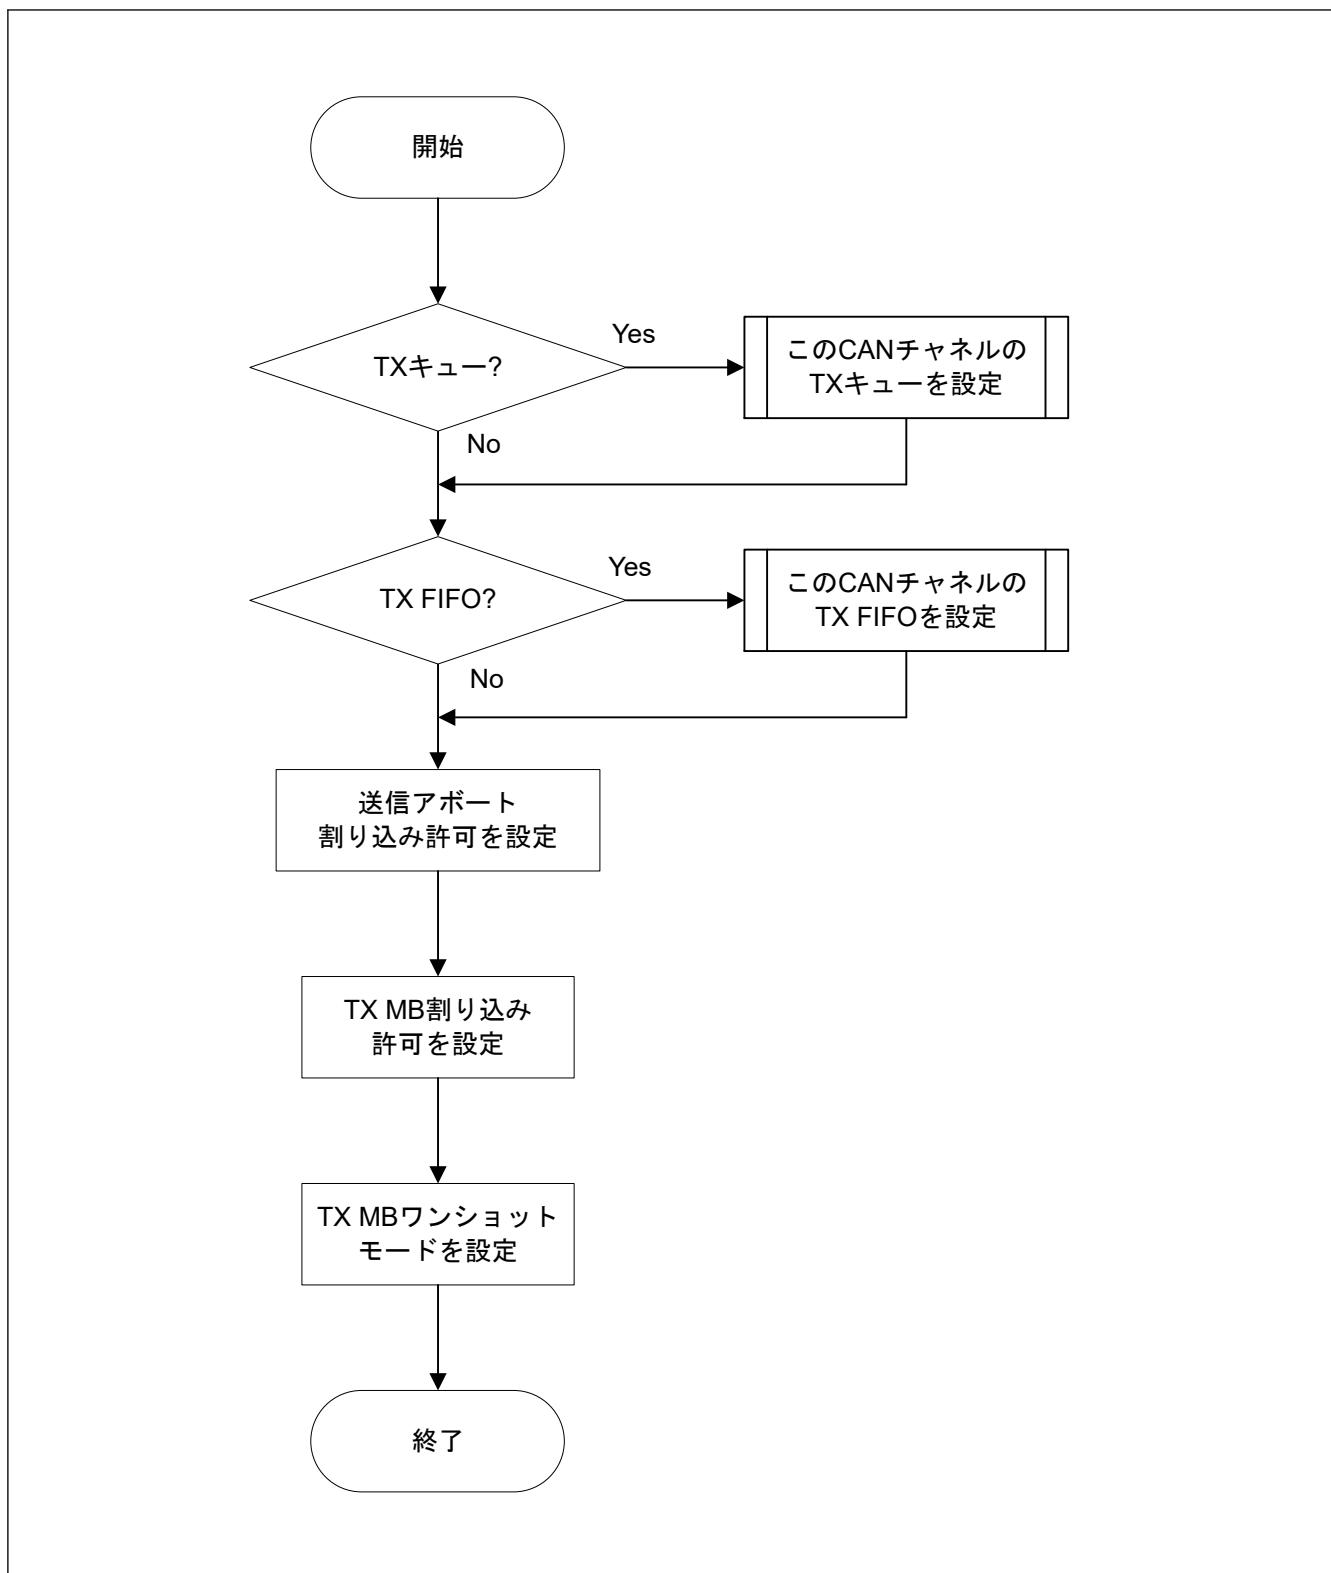 開始
TXキュー?
Yes
このCANチャネルの
TXキューを設定
No
TX FIFO?
Yes
このCANチャネルの
TX FIFOを設定
No
送信アボート
割り込み許可を設定
TX MB割り込み
許可を設定
TX MBワンショット
モードを設定
終了